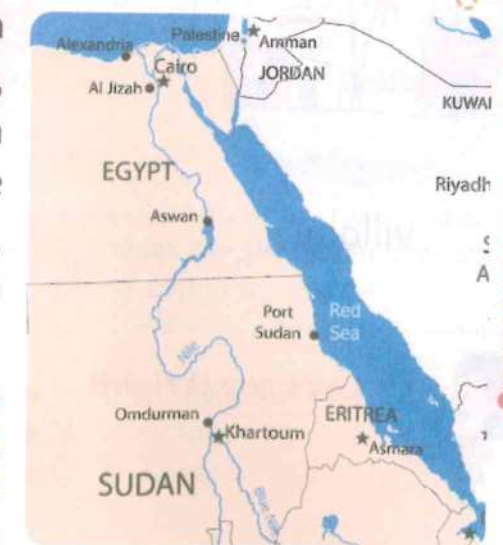 Alexandria
Palestine
Amman
Cairo
JORDAN
Al Jizah
KUWAI
EGYPT
Riyadh
Aswan
Port
Sudan
Red
Sea
Nile
Omdurman
Khartoum
ERITREA
Asmara
SUDAN